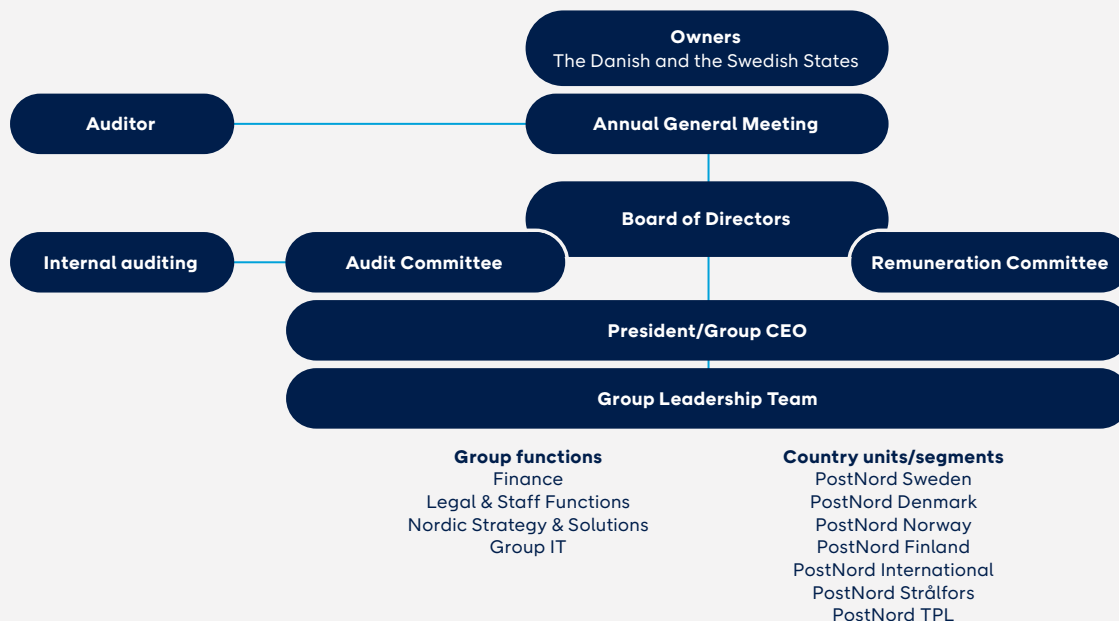 Owners
The Danish and the Swedish States
Auditor
Annual General Meeting
Board of Directors
Internal auditing
Audit Committee
Remuneration Committee
President/Group CEO
Group Leadership Team
Group functions
Finance
Legal & Staff Functions
Nordic Strategy & Solutions
Group IT
Country units/segments
PostNord Sweden
PostNord Denmark
PostNord Norway
PostNord Finland
PostNord International
PostNord Strålfors
PostNord TPL